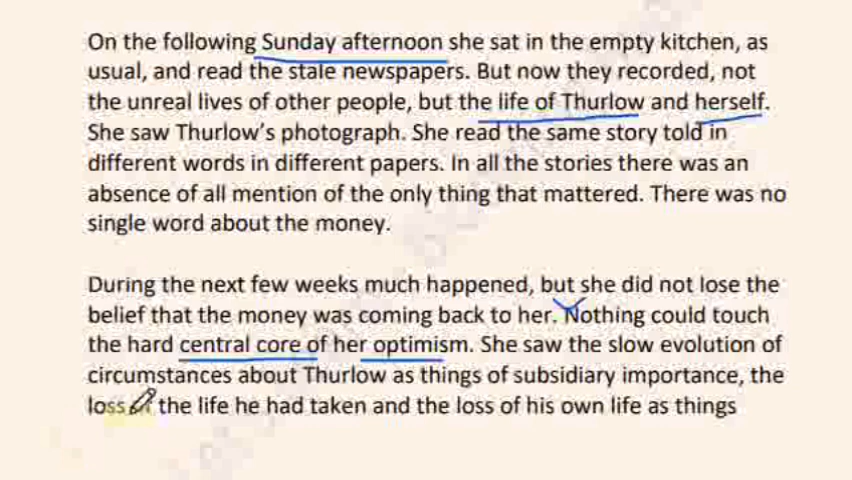 On the following Sunday afternoon she sat in the empty kitchen, as
usual, and read the stale newspapers. But now they recorded, not
the unreal lives of other people, but the life of Thurlow and herself.
She saw Thurlow's photograph. She read the same story told in
different words in different papers. In all the stories there was an
absence of all mention of the only thing that mattered. There was no
single word about the money.
During the next few weeks much happened, but she did not lose the
belief that the money was coming back to her. Nothing could touch
the hard central core of her optimism. She saw the slow evolution of
circumstances about Thurlow as things of subsidiary importance, the
loss the life he had taken and the loss of his own life as things